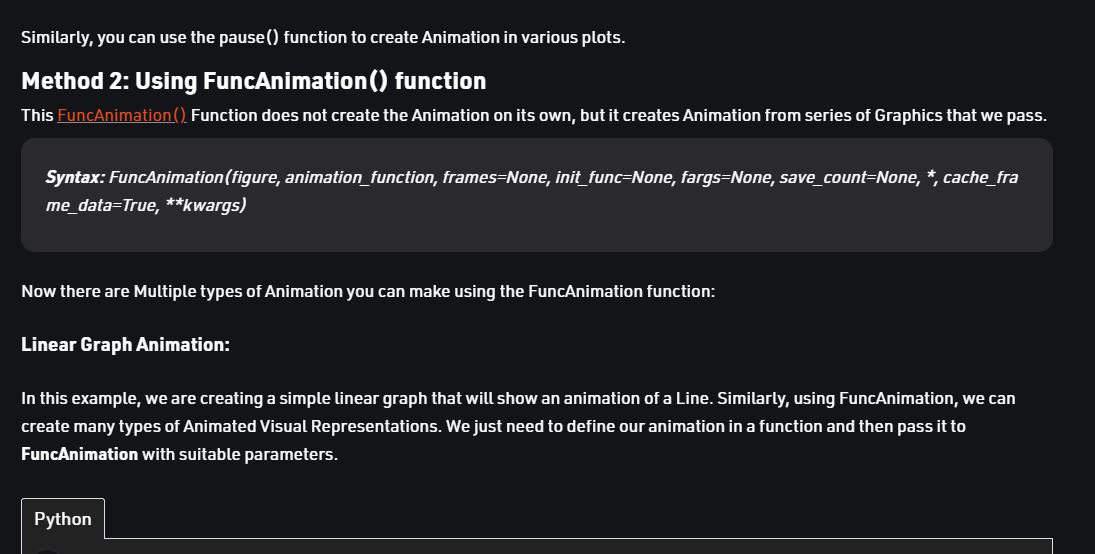 Similarly, you can use the pause() function to create Animation in various plots.
Method 2: Using FuncAnimation() function
This FuncAnimation() Function does not create the Animation on its own, but it creates Animation from series of Graphics that we pass.
Syntax: FuncAnimation(figure, animation_function, frames=None, init_func=None, fargs=None, save_count=None, *, cache_fra
me_data=True, **kwargs)
Now there are Multiple types of Animation you can make using the FuncAnimation function:
Linear Graph Animation:
In this example, we are creating a simple linear graph that will show an animation of a Line. Similarly, using FuncAnimation, we can
create many types of Animated Visual Representations. We just need to define our animation in a function and then pass it to
FuncAnimation with suitable parameters.
Python